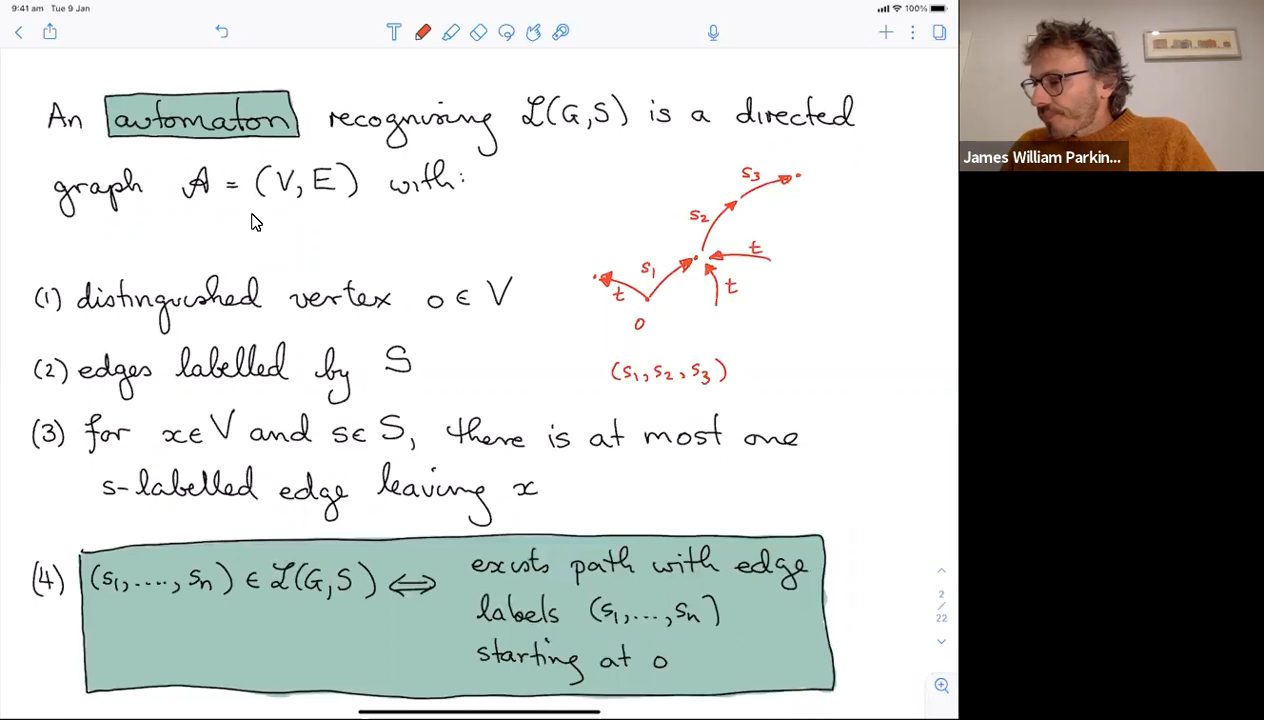 9:41 am Tue 9 Jan
100%
An automaton recognising L(G,S) is a directed
graph A = (V, E) with:
(1) distinguished vertex o ∈ V
(2) edges labelled by S
(3) for x ∈ V and s ∈ S, there is at most one
s-labelled edge leaving x
(4) (s1, ...., sn) ∈ L(G,S) ⟺ exists path with edge
labels (s1, ..., sn)
starting at o
s3
s2
t
s1
t
t
o
(s1, s2, s3)
2
/
22
James William Parkin...